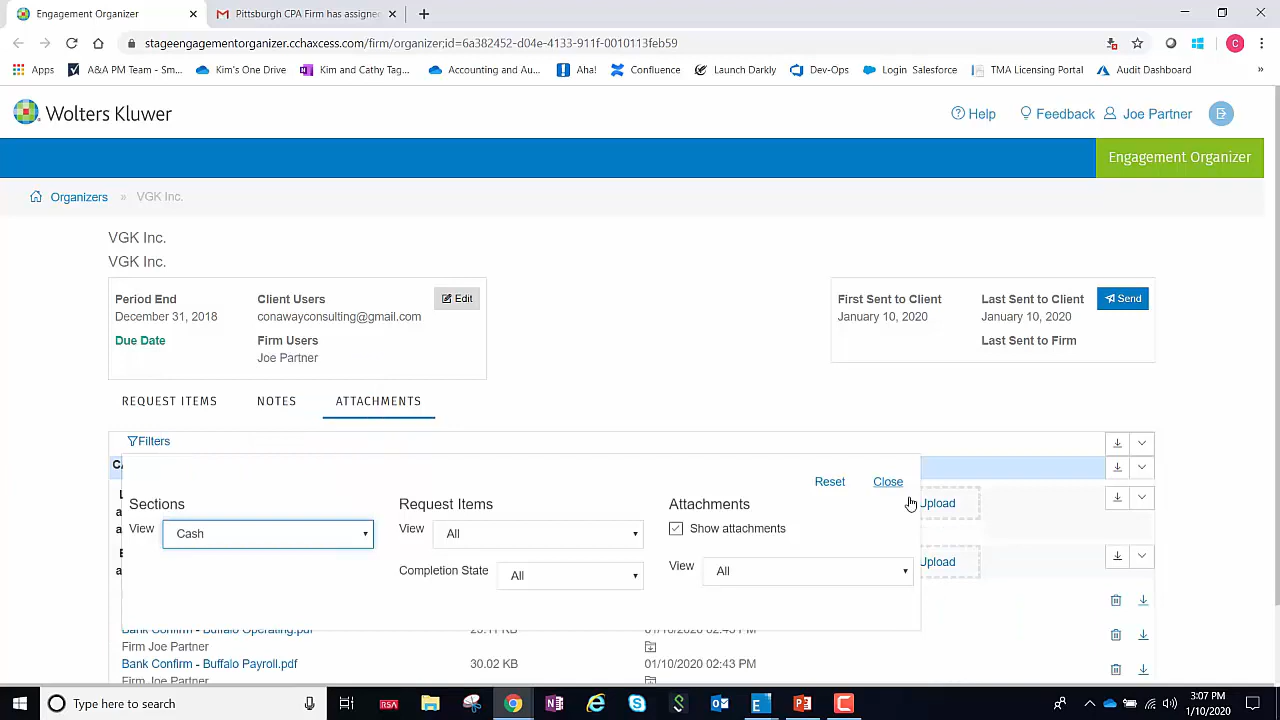 Engagement Organizer
Pittsburgh CPA Firm has assigne
stageengagementorganizer.cchaxcess.com/firm/organizer;id=6a382452-d04e-4133-911f-0010113feb59
Apps A&A PM Team - Sm... Kim's One Drive Kim and Cathy Tag... Accounting and Au... Aha! Confluence Launch Darkly Dev-Ops Login Salesforce TMA Licensing Portal Audit Dashboard »
Wolters Kluwer
Help Feedback Joe Partner
Engagement Organizer
Organizers » VGK Inc.
VGK Inc.
VGK Inc.
Period End Client Users Edit First Sent to Client Last Sent to Client Send
December 31, 2018 conawayconsulting@gmail.com January 10, 2020 January 10, 2020
Due Date Firm Users Last Sent to Firm
Joe Partner
REQUEST ITEMS NOTES ATTACHMENTS
Filters
Reset Close
Sections Request Items Attachments Upload
View Cash View All Show attachments
Completion State All View All Upload
Bank Confirm - Buffalo Operating.pdf 29.11 KB 01/10/2020 02:43 PM
Firm Joe Partner
Bank Confirm - Buffalo Payroll.pdf 30.02 KB 01/10/2020 02:43 PM
Firm Joe Partner
Type here to search RSA 3:07 PM
1/10/2020